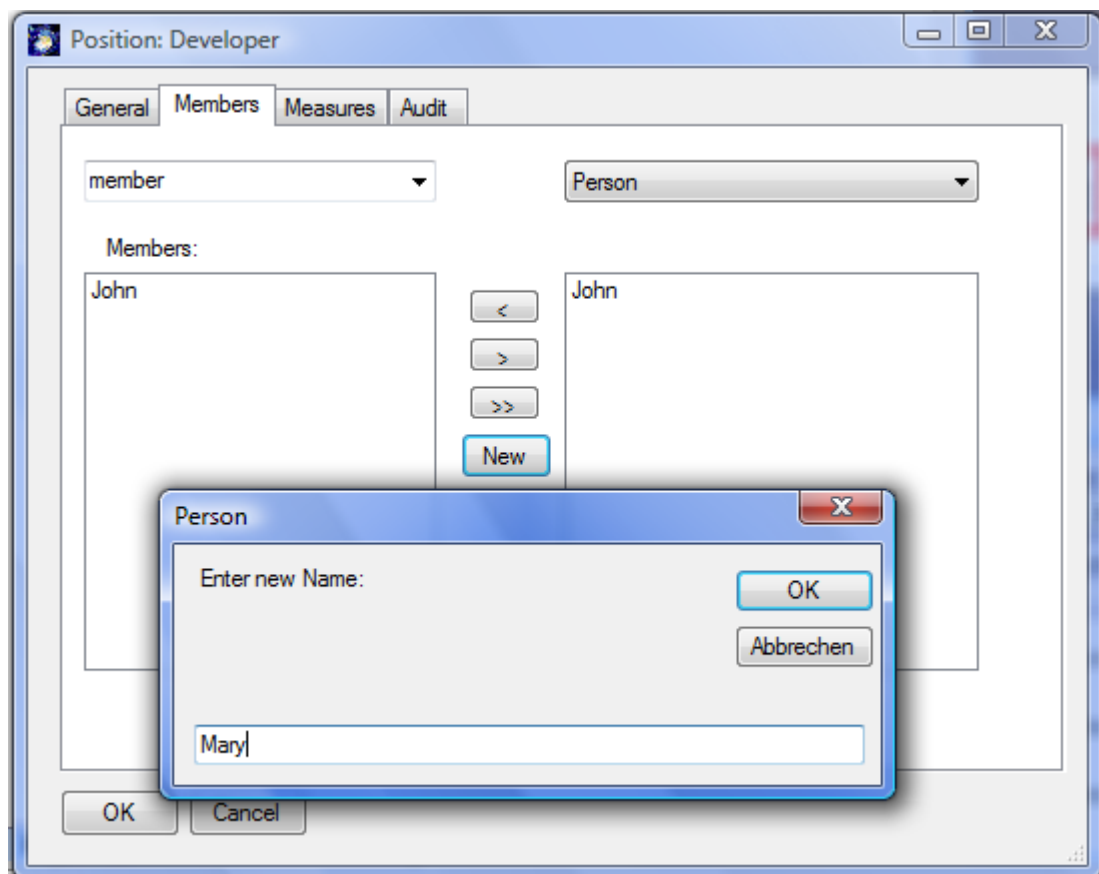 Position: Developer
General Members Measures Audit
member Person
Members:
John John
<
>
>>
New
Person
Enter new Name:
OK
Abbrechen
Mary
OK Cancel